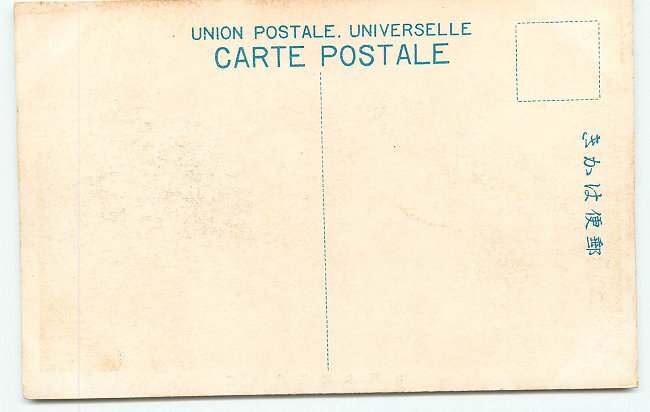 UNION POSTALE. UNIVERSELLE
CARTE POSTALE
郵便はかき